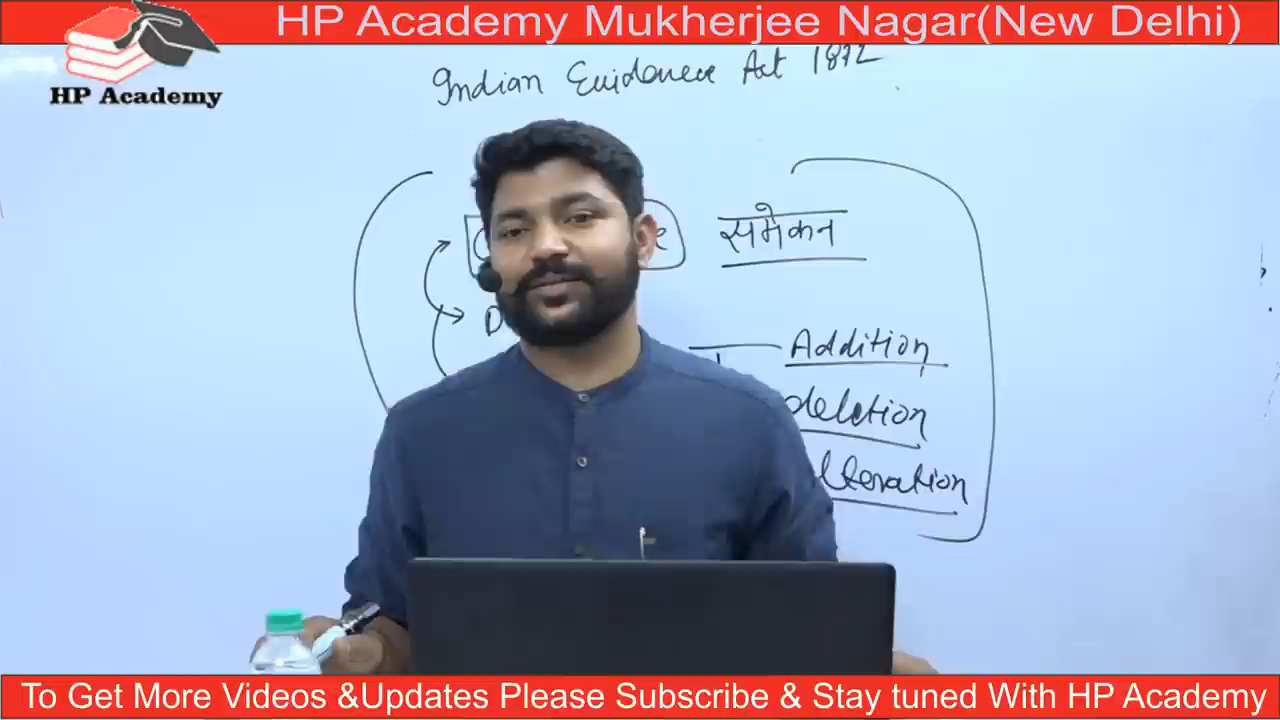 HP Academy Mukherjee Nagar(New Delhi)
HP Academy
Indian Evidence Act 1872
समेकन
Addition
deletion
lteration
To Get More Videos &Updates Please Subscribe & Stay tuned With HP Academy